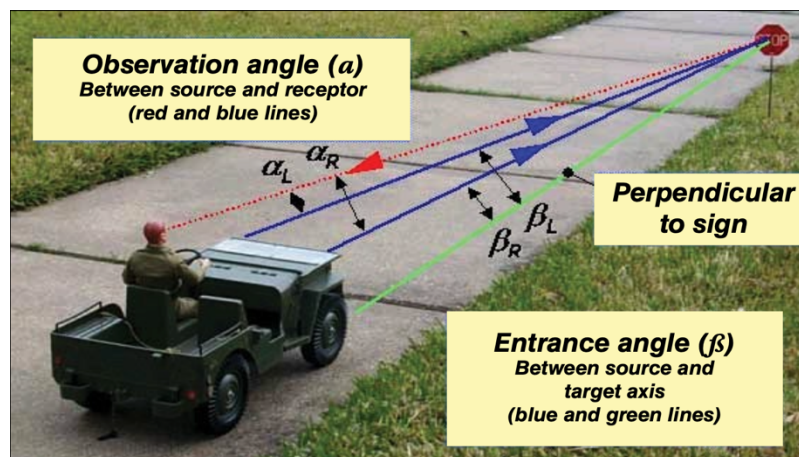 STOP
Observation angle (a)
Between source and receptor
(red and blue lines)
αR
αL
Perpendicular
to sign
βL
βR
Entrance angle (ß)
Between source and
target axis
(blue and green lines)